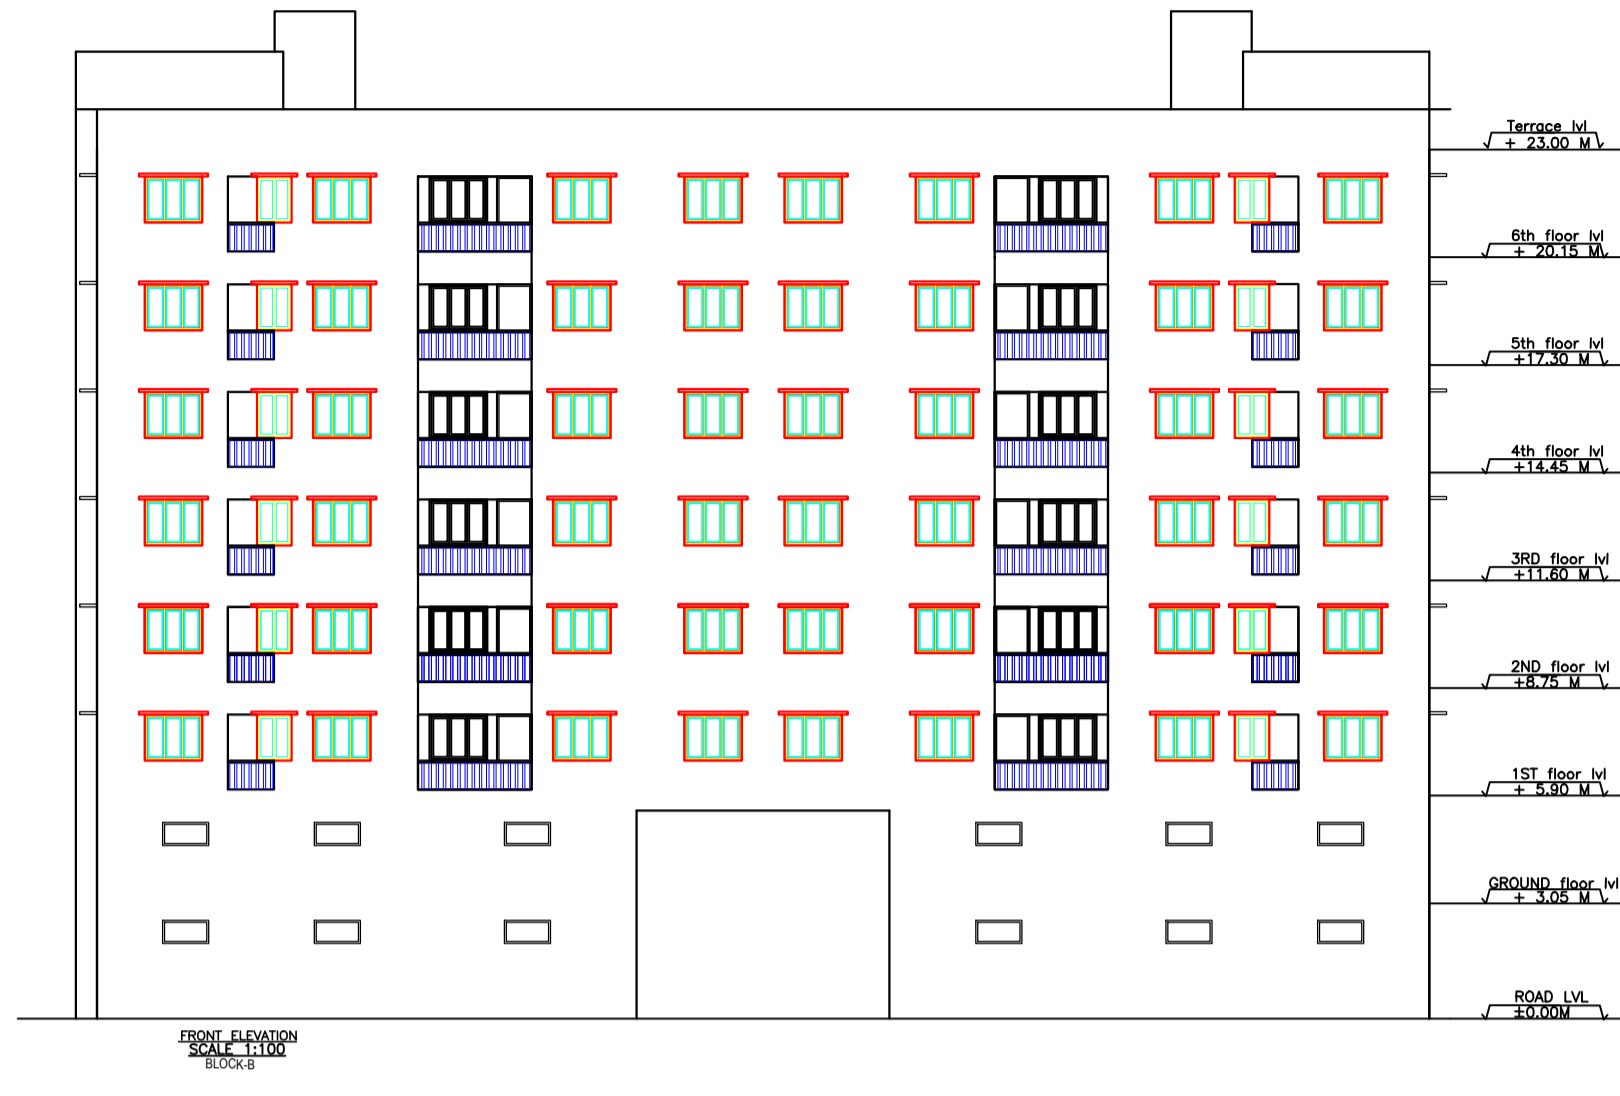 Terrace lvl
+ 23.00 M
6th floor lvl
+ 20.15 M
5th floor lvl
+17.30 M
4th floor lvl
+14.45 M
3RD floor lvl
+11.60 M
2ND floor lvl
+8.75 M
1ST floor lvl
+ 5.90 M
GROUND floor lvl
+ 3.05 M
ROAD LVL
±0.00M
FRONT ELEVATION
SCALE 1:100
BLOCK-B